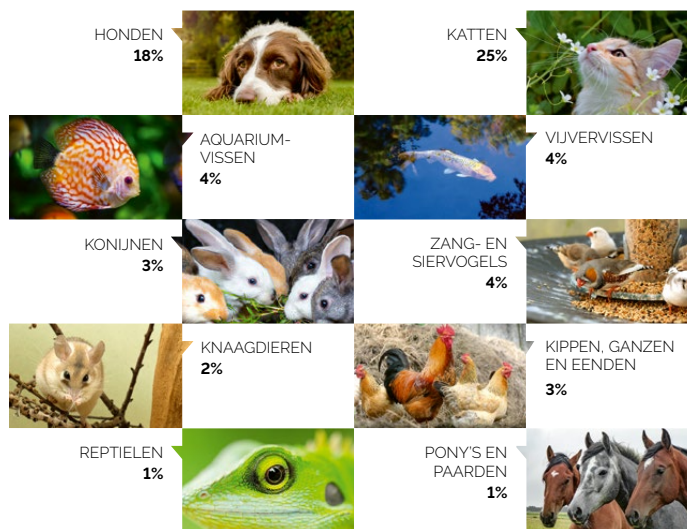 HONDEN
18%
KATTEN
25%
AQUARIUM-
VISSEN
4%
VIJVERVISSEN
4%
KONIJNEN
3%
ZANG- EN
SIERVOGELS
4%
KNAAGDIEREN
2%
KIPPEN, GANZEN
EN EENDEN
3%
REPTIELEN
1%
PONY'S EN
PAARDEN
1%